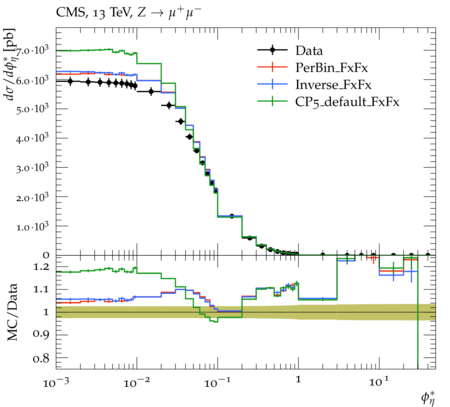 CMS, 13 TeV, Z → μ⁺μ⁻
dσ/dϕ*η [pb]
7.0·10³
6.0·10³
5.0·10³
4.0·10³
3.0·10³
2.0·10³
1.0·10³
0
Data
PerBin_FxFx
Inverse_FxFx
CP5_default_FxFx
MC/Data
1.2
1.1
1
0.9
0.8
10⁻³ 10⁻² 10⁻¹ 1 10¹
ϕ*η